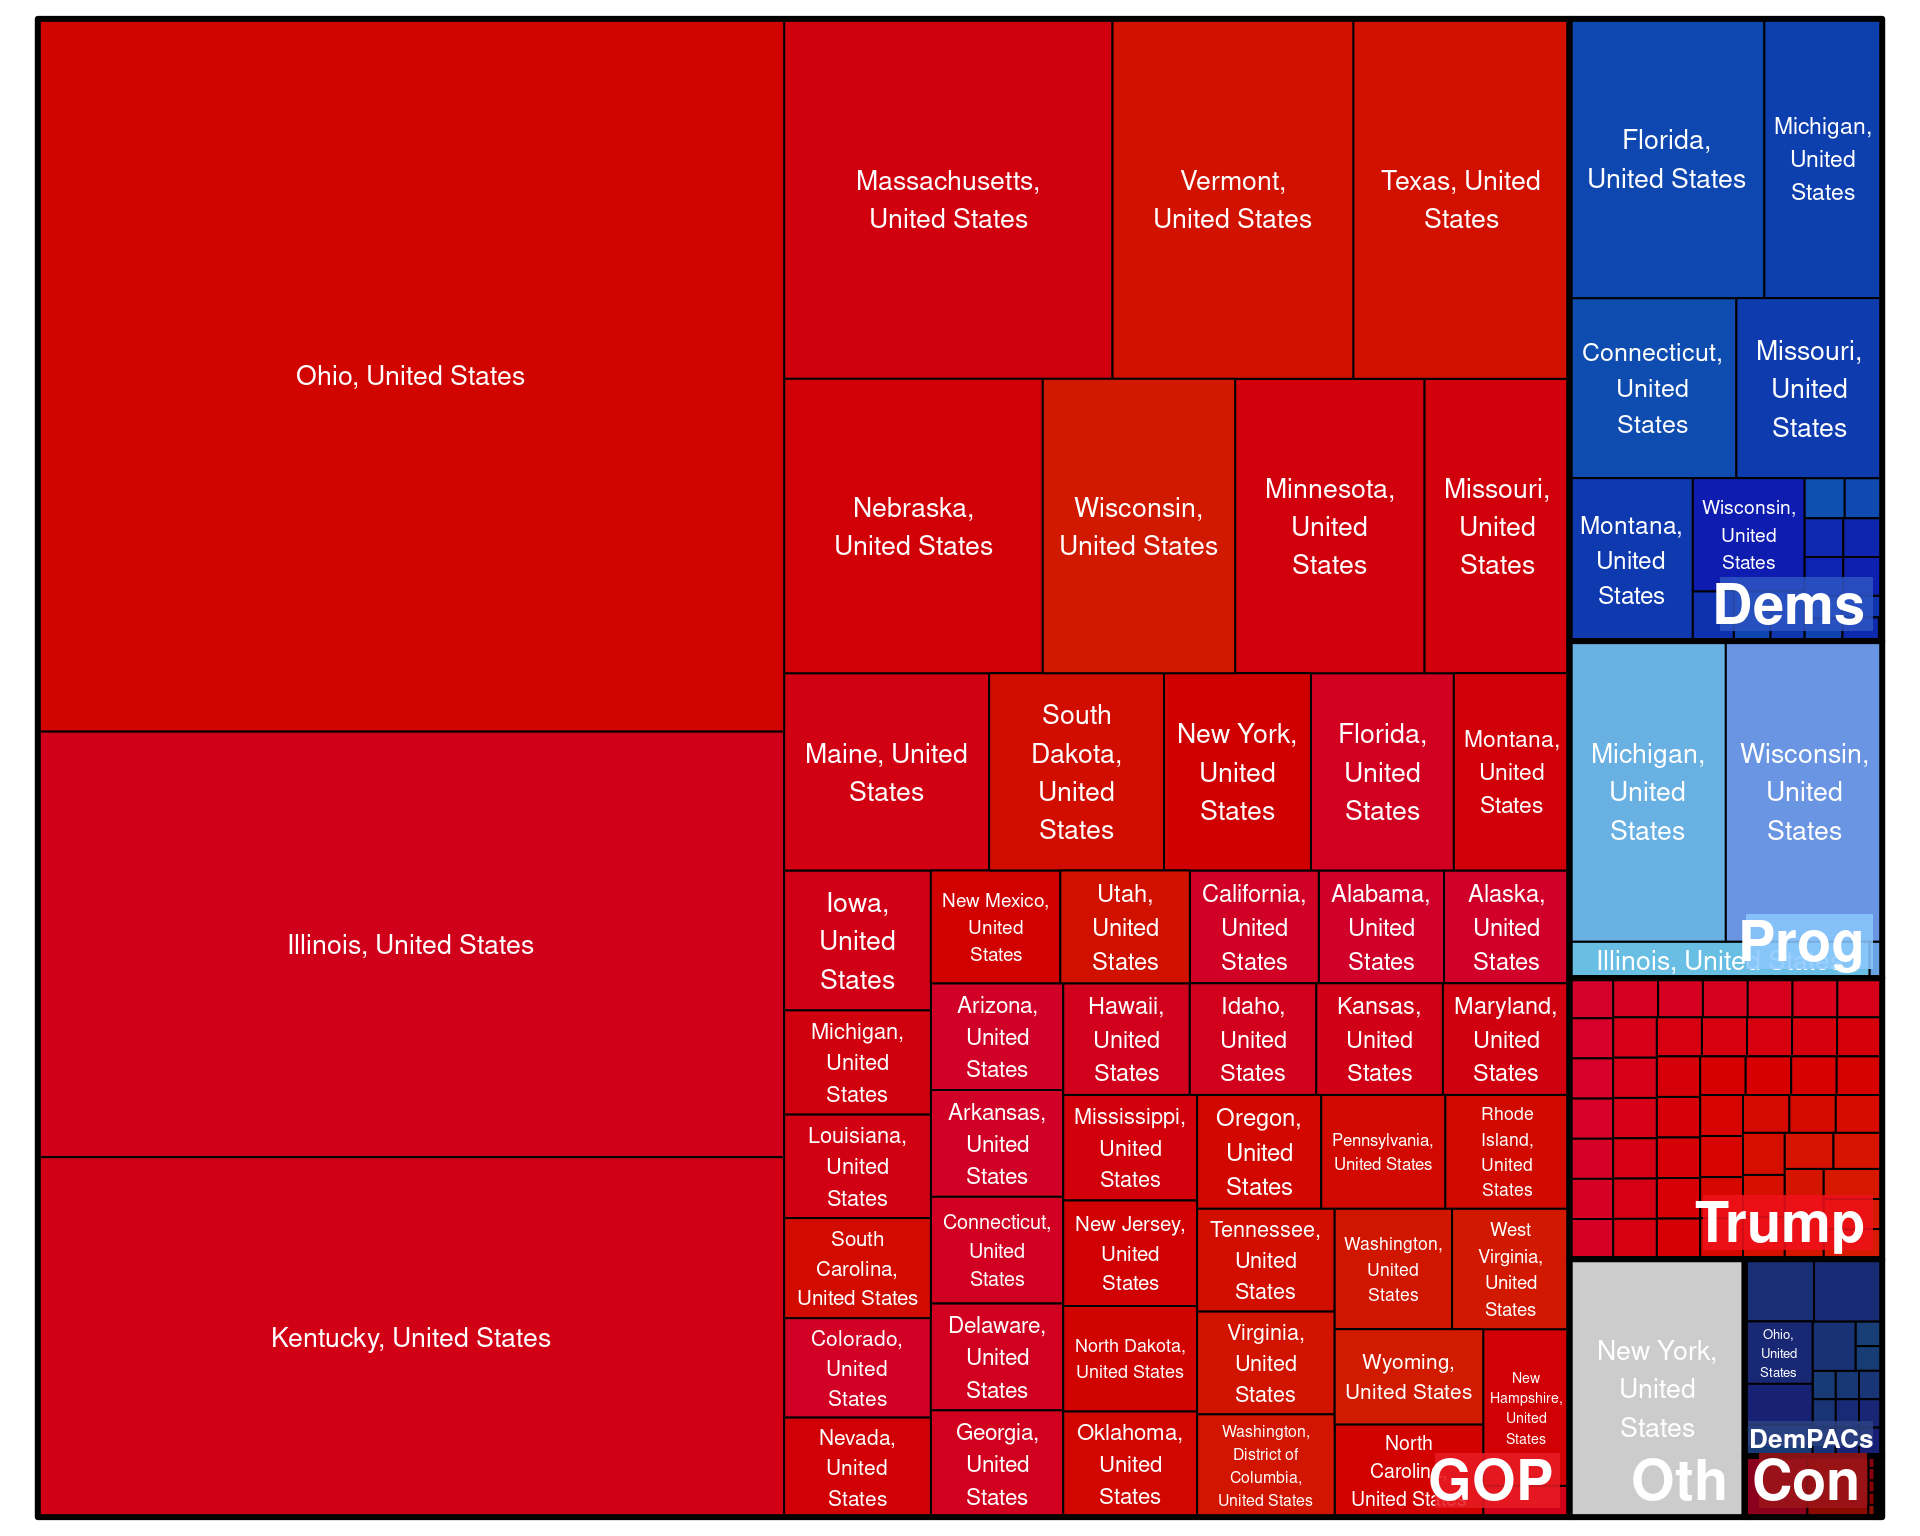 Ohio, United States
Illinois, United States
Kentucky, United States
Massachusetts,
United States
Vermont,
United States
Texas, United
States
Nebraska,
United States
Wisconsin,
United States
Minnesota,
United
States
Missouri,
United
States
Maine, United
States
South
Dakota,
United
States
New York,
United
States
Florida,
United
States
Montana,
United
States
Iowa,
United
States
New Mexico,
United
States
Utah,
United
States
California,
United
States
Alabama,
United
States
Alaska,
United
States
Michigan,
United
States
Arizona,
United
States
Hawaii,
United
States
Idaho,
United
States
Kansas,
United
States
Maryland,
United
States
Louisiana,
United
States
Arkansas,
United
States
Mississippi,
United
States
Oregon,
United
States
Pennsylvania,
United States
Rhode
Island,
United
States
South
Carolina,
United States
Connecticut,
United
States
New Jersey,
United
States
Tennessee,
United
States
Washington,
United
States
West
Virginia,
United
States
Colorado,
United
States
Delaware,
United
States
North Dakota,
United States
Virginia,
United
States
Wyoming,
United States
New
Hampshire,
United
States
Nevada,
United
States
Georgia,
United
States
Oklahoma,
United
States
Washington,
District of
Columbia,
United States
North
Carolina,
United States
GOP
Florida,
United States
Michigan,
United
States
Connecticut,
United
States
Missouri,
United
States
Montana,
United
States
Wisconsin,
United
States
Dems
Michigan,
United
States
Wisconsin,
United
States
Illinois, United States
Prog
Trump
New York,
United
States
Oth
Ohio,
United
States
DemPACs
Con